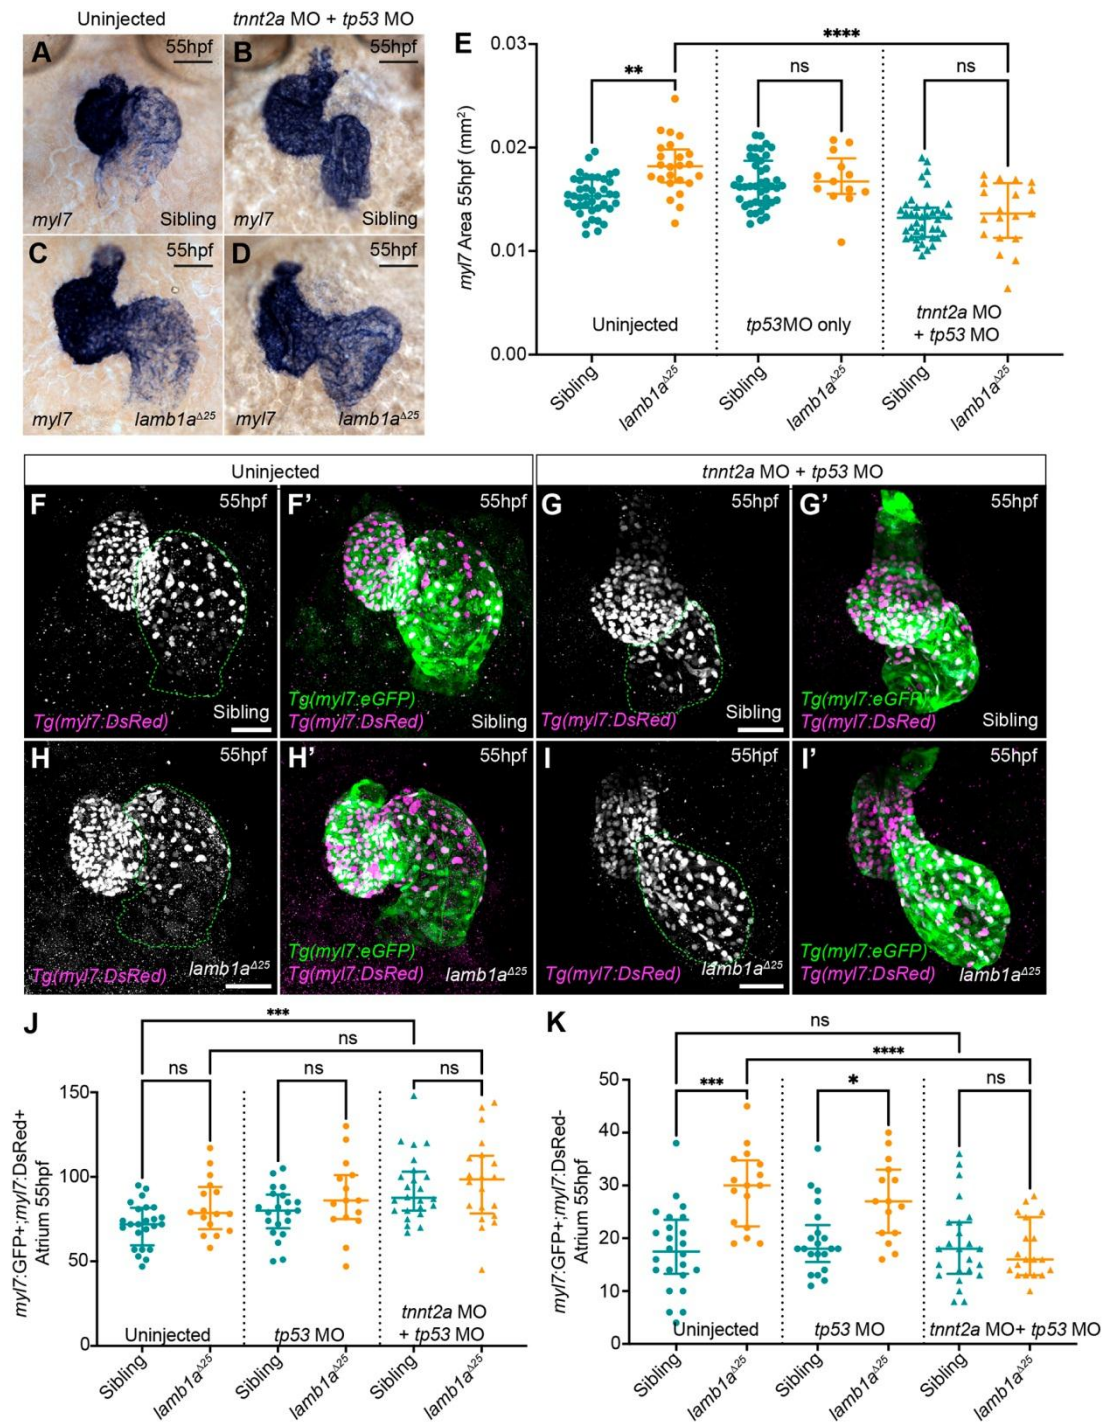 Uninjected
tnnt2a MO + tp53 MO
A
55hpf
myl7
Sibling
B
55hpf
myl7
Sibling
C
55hpf
myl7
lamb1aΔ25
D
55hpf
myl7
lamb1aΔ25
E
myl7 Area 55hpf (mm²)
0.03
0.02
0.01
0.00
**
ns
ns
****
Uninjected
tp53MO only
tnnt2a MO
+ tp53 MO
Sibling
lamb1aΔ25
Sibling
lamb1aΔ25
Sibling
lamb1aΔ25
Uninjected
tnnt2a MO + tp53 MO
F
55hpf
Tg(myl7:DsRed)
Sibling
F’
55hpf
Tg(myl7:eGFP)
Tg(myl7:DsRed)
Sibling
G
55hpf
Tg(myl7:DsRed)
Sibling
G’
55hpf
Tg(myl7:eGFP)
Tg(myl7:DsRed)
Sibling
H
55hpf
Tg(myl7:DsRed)
lamb1aΔ25
H’
55hpf
Tg(myl7:eGFP)
Tg(myl7:DsRed)
lamb1aΔ25
I
55hpf
Tg(myl7:DsRed)
lamb1aΔ25
I’
55hpf
Tg(myl7:eGFP)
Tg(myl7:DsRed)
lamb1aΔ25
J
myl7:GFP+;myl7:DsRed+
Atrium 55hpf
150
100
50
0
***
ns
ns
ns
ns
Uninjected
tp53 MO
tnnt2a MO
+ tp53 MO
Sibling
lamb1aΔ25
Sibling
lamb1aΔ25
Sibling
lamb1aΔ25
K
myl7:GFP+;myl7:DsRed-
Atrium 55hpf
50
40
30
20
10
0
ns
****
***
*
ns
Uninjected
tp53 MO
tnnt2a MO+ tp53 MO
Sibling
lamb1aΔ25
Sibling
lamb1aΔ25
Sibling
lamb1aΔ25